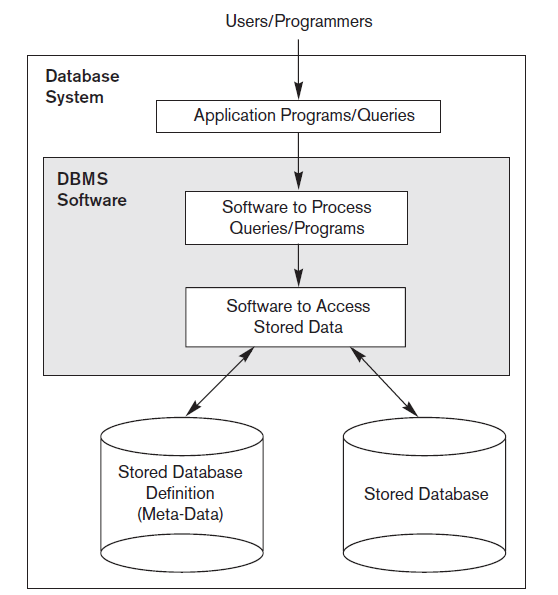 Users/Programmers
Database
System
Application Programs/Queries
DBMS
Software
Software to Process
Queries/Programs
Software to Access
Stored Data
Stored Database
Definition
(Meta-Data)
Stored Database